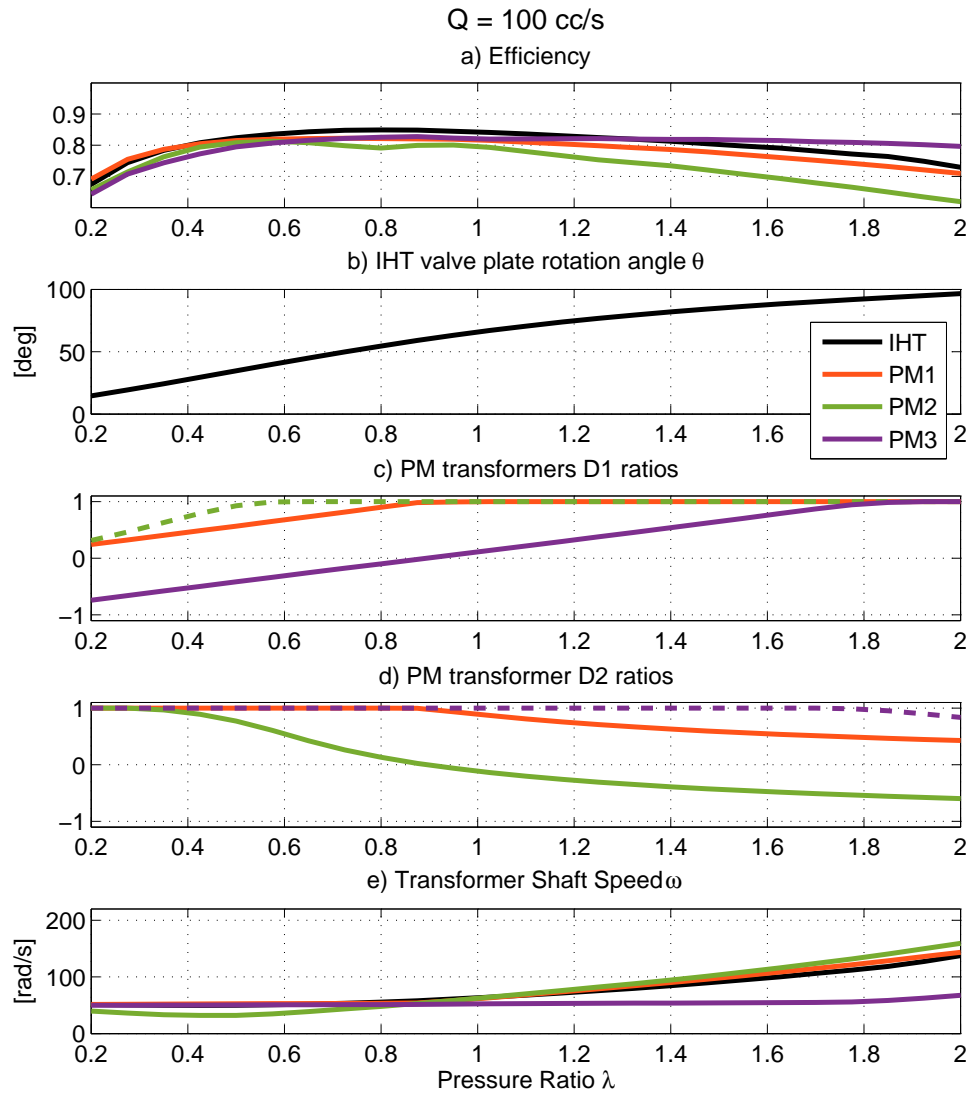 Q = 100 cc/s
a) Efficiency
0.9
0.8
0.7
0.2 0.4 0.6 0.8 1 1.2 1.4 1.6 1.8 2
b) IHT valve plate rotation angle θ
[deg]
100
50
0
0.2 0.4 0.6 0.8 1 1.2 1.4 1.6 1.8 2
IHT
PM1
PM2
PM3
c) PM transformers D1 ratios
1
0
−1
0.2 0.4 0.6 0.8 1 1.2 1.4 1.6 1.8 2
d) PM transformer D2 ratios
1
0
−1
0.2 0.4 0.6 0.8 1 1.2 1.4 1.6 1.8 2
e) Transformer Shaft Speed ω
[rad/s]
200
100
0
0.2 0.4 0.6 0.8 1 1.2 1.4 1.6 1.8 2
Pressure Ratio λ